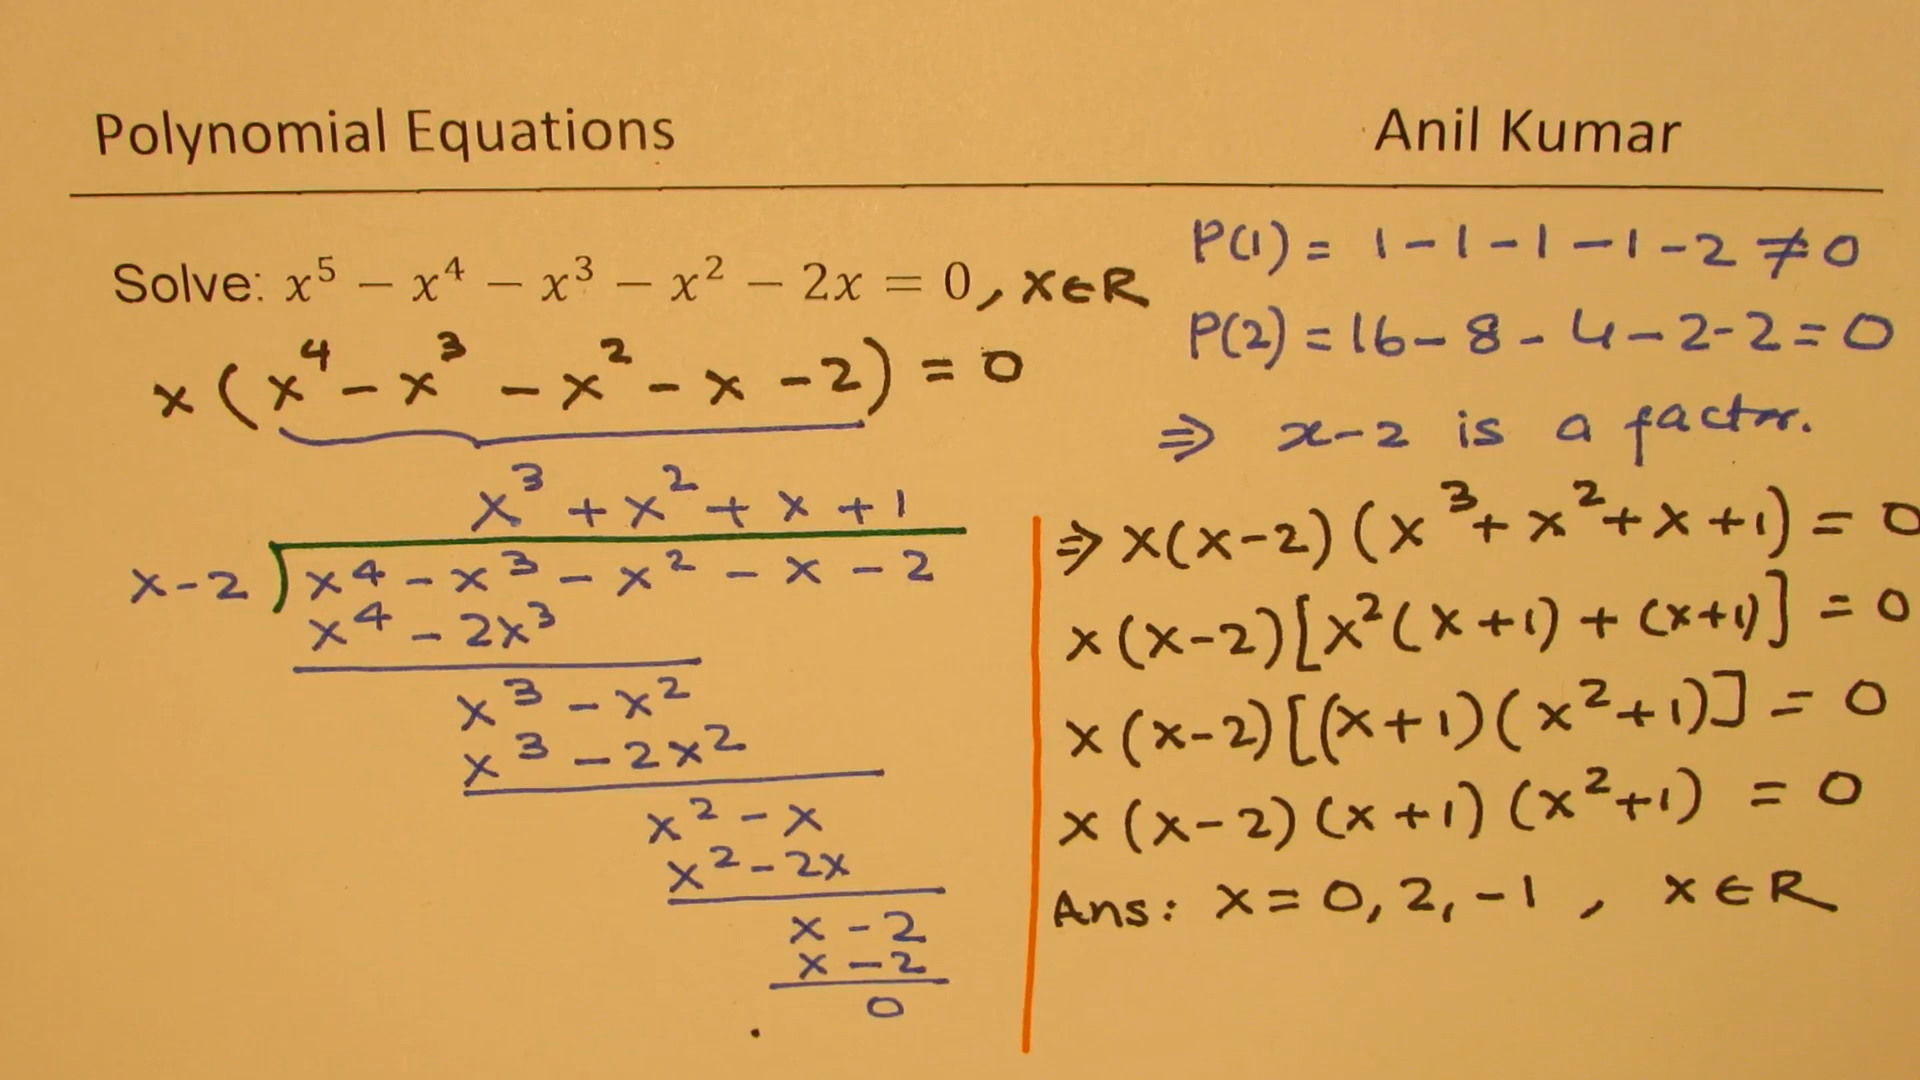 Polynomial Equations
Anil Kumar
Solve: x⁵ − x⁴ − x³ − x² − 2x = 0, x∈R
x(x⁴ − x³ − x² − x − 2) = 0
x³ + x² + x + 1
x−2 ) x⁴ − x³ − x² − x − 2
x⁴ − 2x³
x³ − x²
x³ − 2x²
x² − x
x² − 2x
x − 2
x − 2
0
P(1) = 1 − 1 − 1 − 1 − 2 ≠ 0
P(2) = 16 − 8 − 4 − 2 − 2 = 0
⇒ x−2 is a factor.
⇒ x(x−2)(x³ + x² + x + 1) = 0
x(x−2)[x²(x+1) + (x+1)] = 0
x(x−2)[(x+1)(x²+1)] = 0
x(x−2)(x+1)(x²+1) = 0
Ans: x = 0, 2, −1 , x∈R